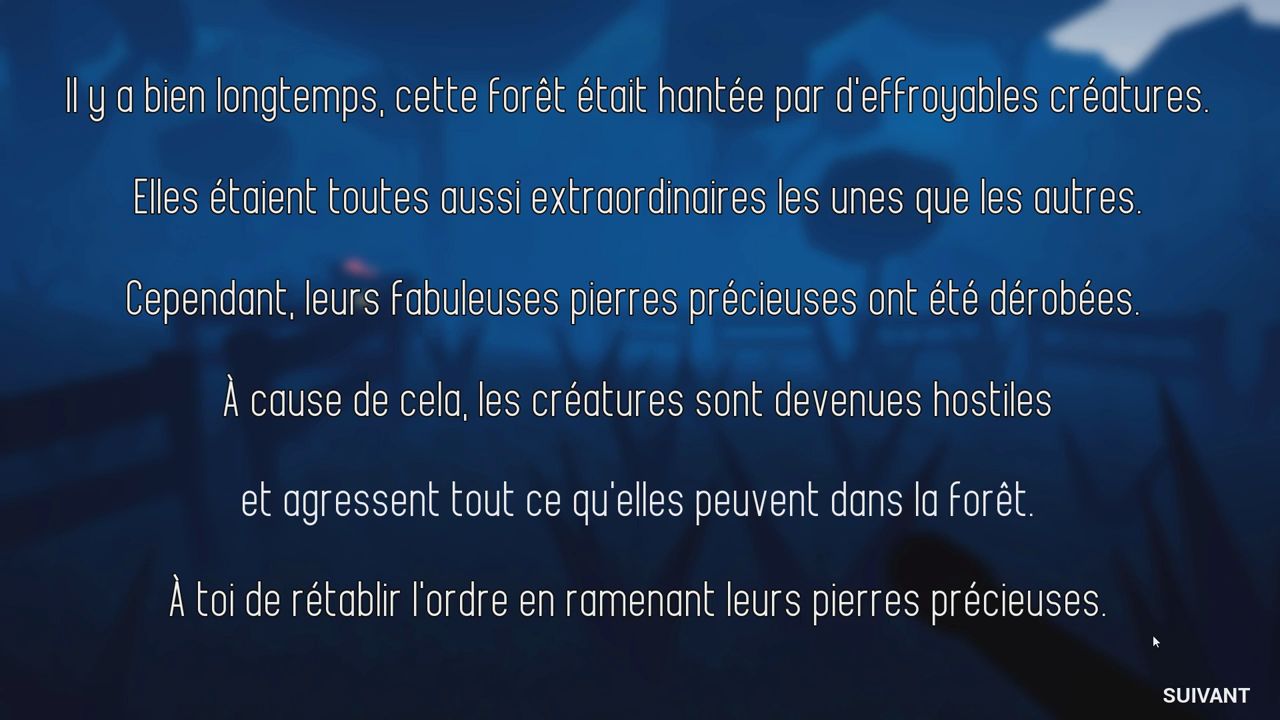 Il y a bien longtemps, cette forêt était hantée par d'effroyables créatures.
Elles étaient toutes aussi extraordinaires les unes que les autres.
Cependant, leurs fabuleuses pierres précieuses ont été dérobées.
À cause de cela, les créatures sont devenues hostiles
et agressent tout ce qu'elles peuvent dans la forêt.
À toi de rétablir l'ordre en ramenant leurs pierres précieuses.
SUIVANT